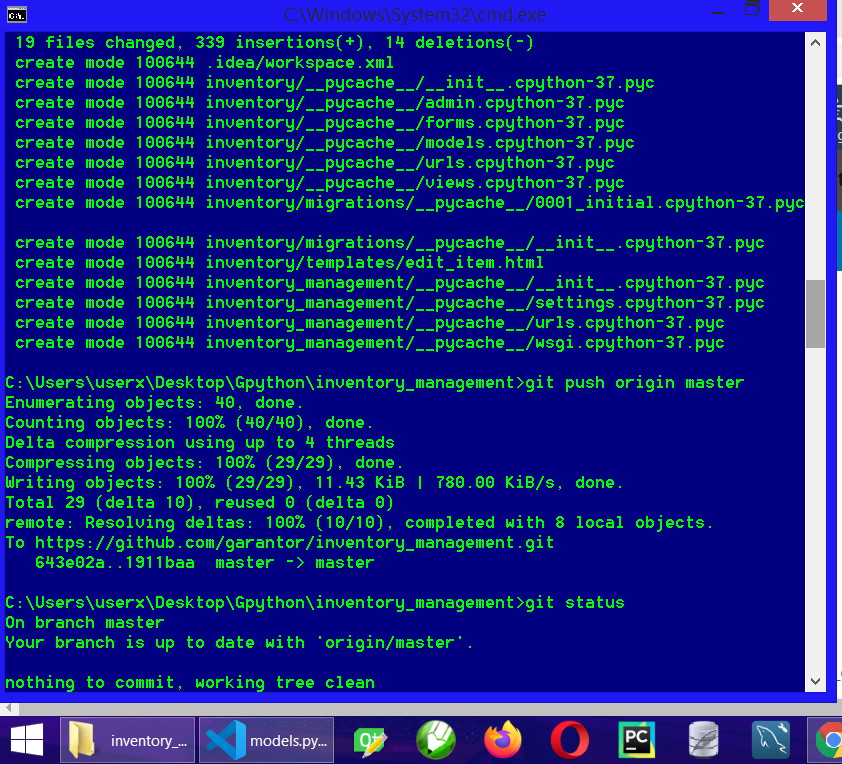 C:\Windows\System32\cmd.exe
19 files changed, 339 insertions(+), 14 deletions(-)
create mode 100644 .idea/workspace.xml
create mode 100644 inventory/__pycache__/__init__.cpython-37.pyc
create mode 100644 inventory/__pycache__/admin.cpython-37.pyc
create mode 100644 inventory/__pycache__/forms.cpython-37.pyc
create mode 100644 inventory/__pycache__/models.cpython-37.pyc
create mode 100644 inventory/__pycache__/urls.cpython-37.pyc
create mode 100644 inventory/__pycache__/views.cpython-37.pyc
create mode 100644 inventory/migrations/__pycache__/0001_initial.cpython-37.pyc
create mode 100644 inventory/migrations/__pycache__/__init__.cpython-37.pyc
create mode 100644 inventory/templates/edit_item.html
create mode 100644 inventory_management/__pycache__/__init__.cpython-37.pyc
create mode 100644 inventory_management/__pycache__/settings.cpython-37.pyc
create mode 100644 inventory_management/__pycache__/urls.cpython-37.pyc
create mode 100644 inventory_management/__pycache__/wsgi.cpython-37.pyc
C:\Users\userx\Desktop\Gpython\inventory_management>git push origin master
Enumerating objects: 40, done.
Counting objects: 100% (40/40), done.
Delta compression using up to 4 threads
Compressing objects: 100% (29/29), done.
Writing objects: 100% (29/29), 11.43 KiB | 780.00 KiB/s, done.
Total 29 (delta 10), reused 0 (delta 0)
remote: Resolving deltas: 100% (10/10), completed with 8 local objects.
To https://github.com/garantor/inventory_management.git
643e02a..1911baa  master -> master
C:\Users\userx\Desktop\Gpython\inventory_management>git status
On branch master
Your branch is up to date with 'origin/master'.
nothing to commit, working tree clean
inventory_... models.py... PC